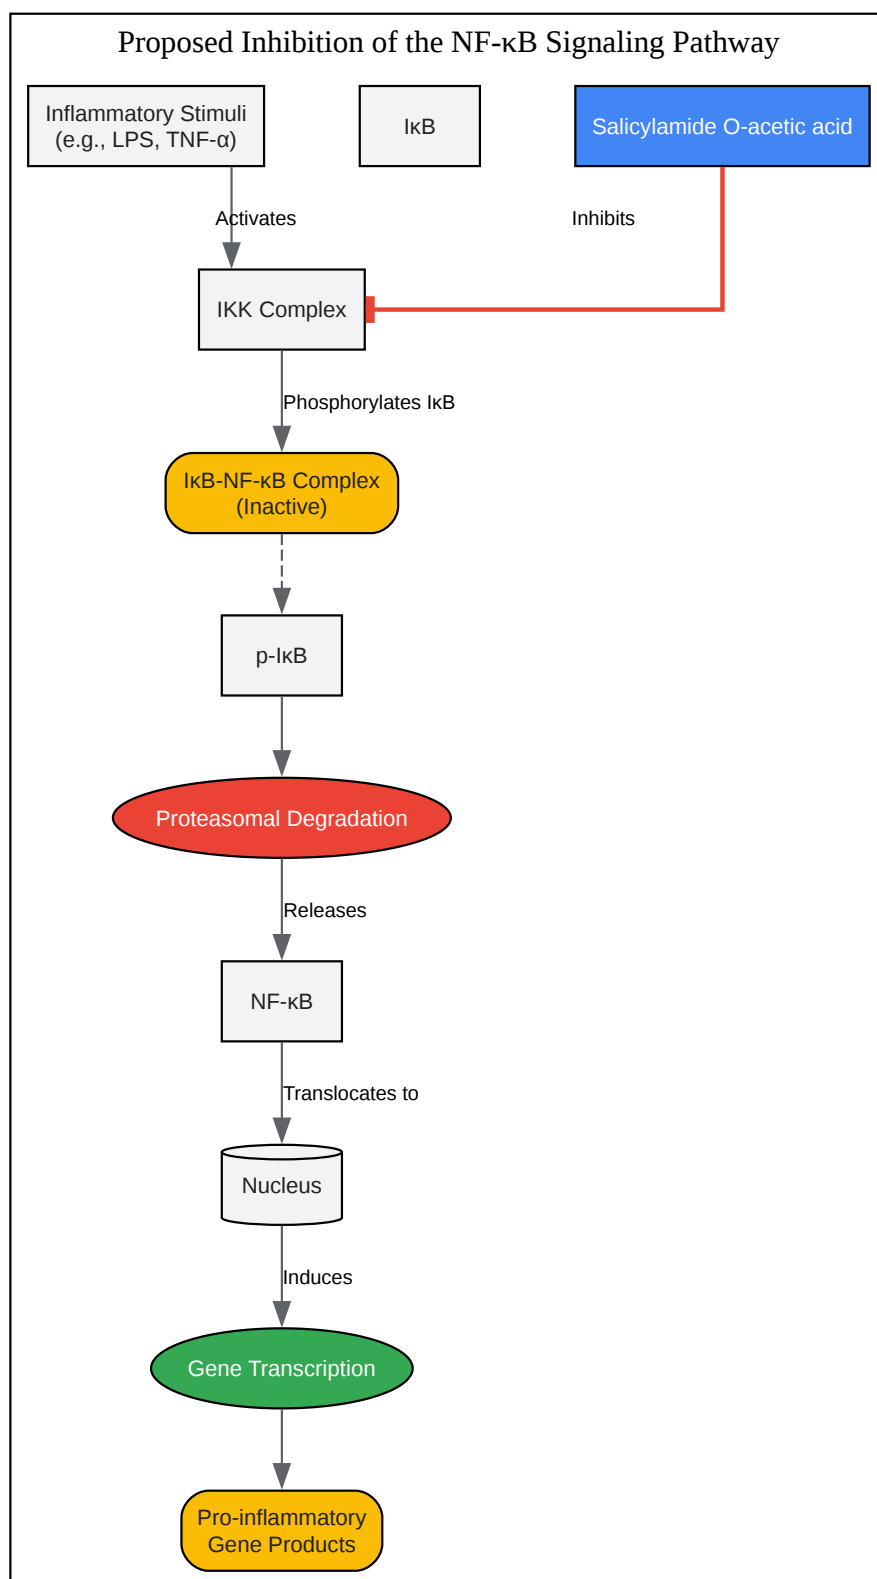 Proposed Inhibition of the NF-κB Signaling Pathway
Inflammatory Stimuli
(e.g., LPS, TNF-α)
IκB
Salicylamide O-acetic acid
Activates
Inhibits
IKK Complex
Phosphorylates IκB
IκB-NF-κB Complex
(Inactive)
p-IκB
Proteasomal Degradation
Releases
NF-κB
Translocates to
Nucleus
Induces
Gene Transcription
Pro-inflammatory
Gene Products